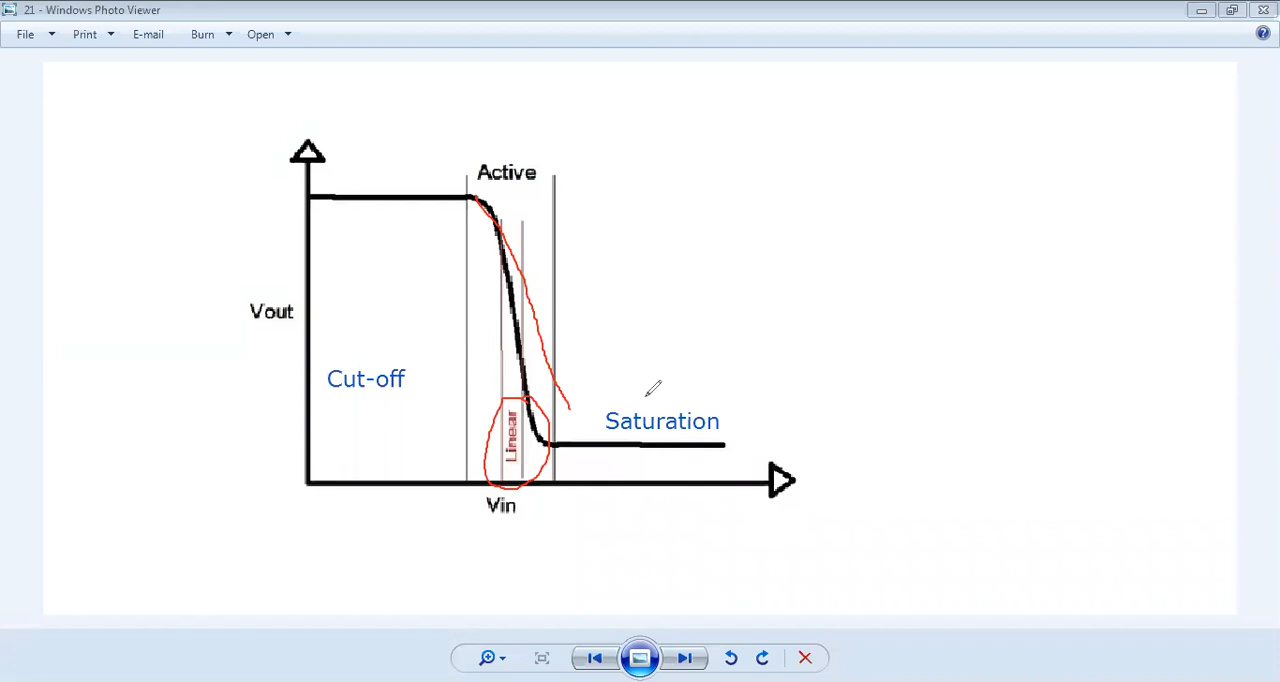 21 - Windows Photo Viewer
File Print E-mail Burn Open
Active
Vout
Cut-off
Linear
Saturation
Vin